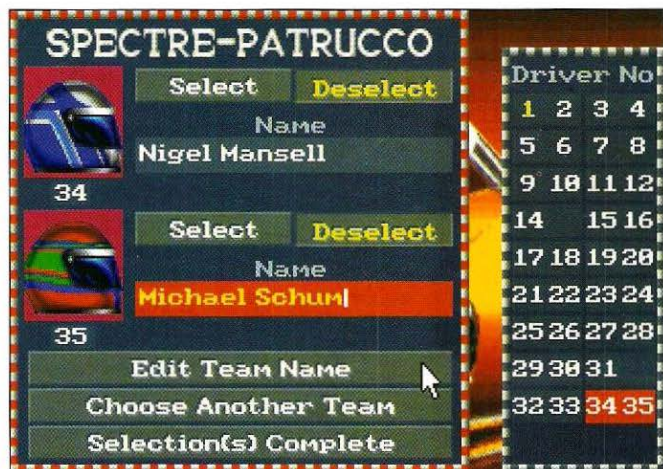 SPECTRE-PATRUCCO
Select Deselect
Name
Nigel Mansell
34
Select Deselect
Name
Michael Schum
35
Edit Team Name
Choose Another Team
Selection(s) Complete
Driver No
1 2 3 4
5 6 7 8
9 10 11 12
14 15 16
17 18 19 20
21 22 23 24
25 26 27 28
29 30 31
32 33 34 35